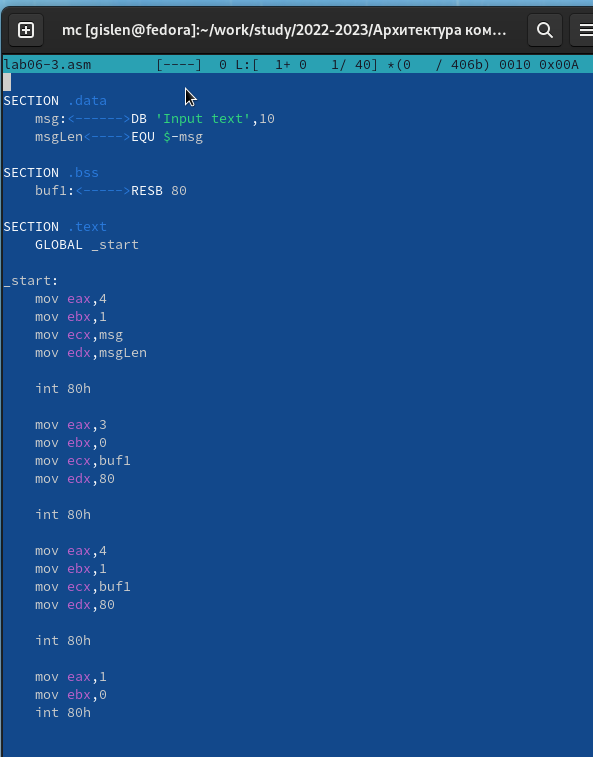 mc [gislen@fedora]:~/work/study/2022-2023/Архитектура ком...
lab06-3.asm [----] 0 L:[ 1+ 0 1/ 40] *(0 / 406b) 0010 0x00A
SECTION .data
msg:<------>DB 'Input text',10
msgLen<---->EQU $-msg
SECTION .bss
buf1:<----->RESB 80
SECTION .text
GLOBAL _start
_start:
mov eax,4
mov ebx,1
mov ecx,msg
mov edx,msgLen
int 80h
mov eax,3
mov ebx,0
mov ecx,buf1
mov edx,80
int 80h
mov eax,4
mov ebx,1
mov ecx,buf1
mov edx,80
int 80h
mov eax,1
mov ebx,0
int 80h